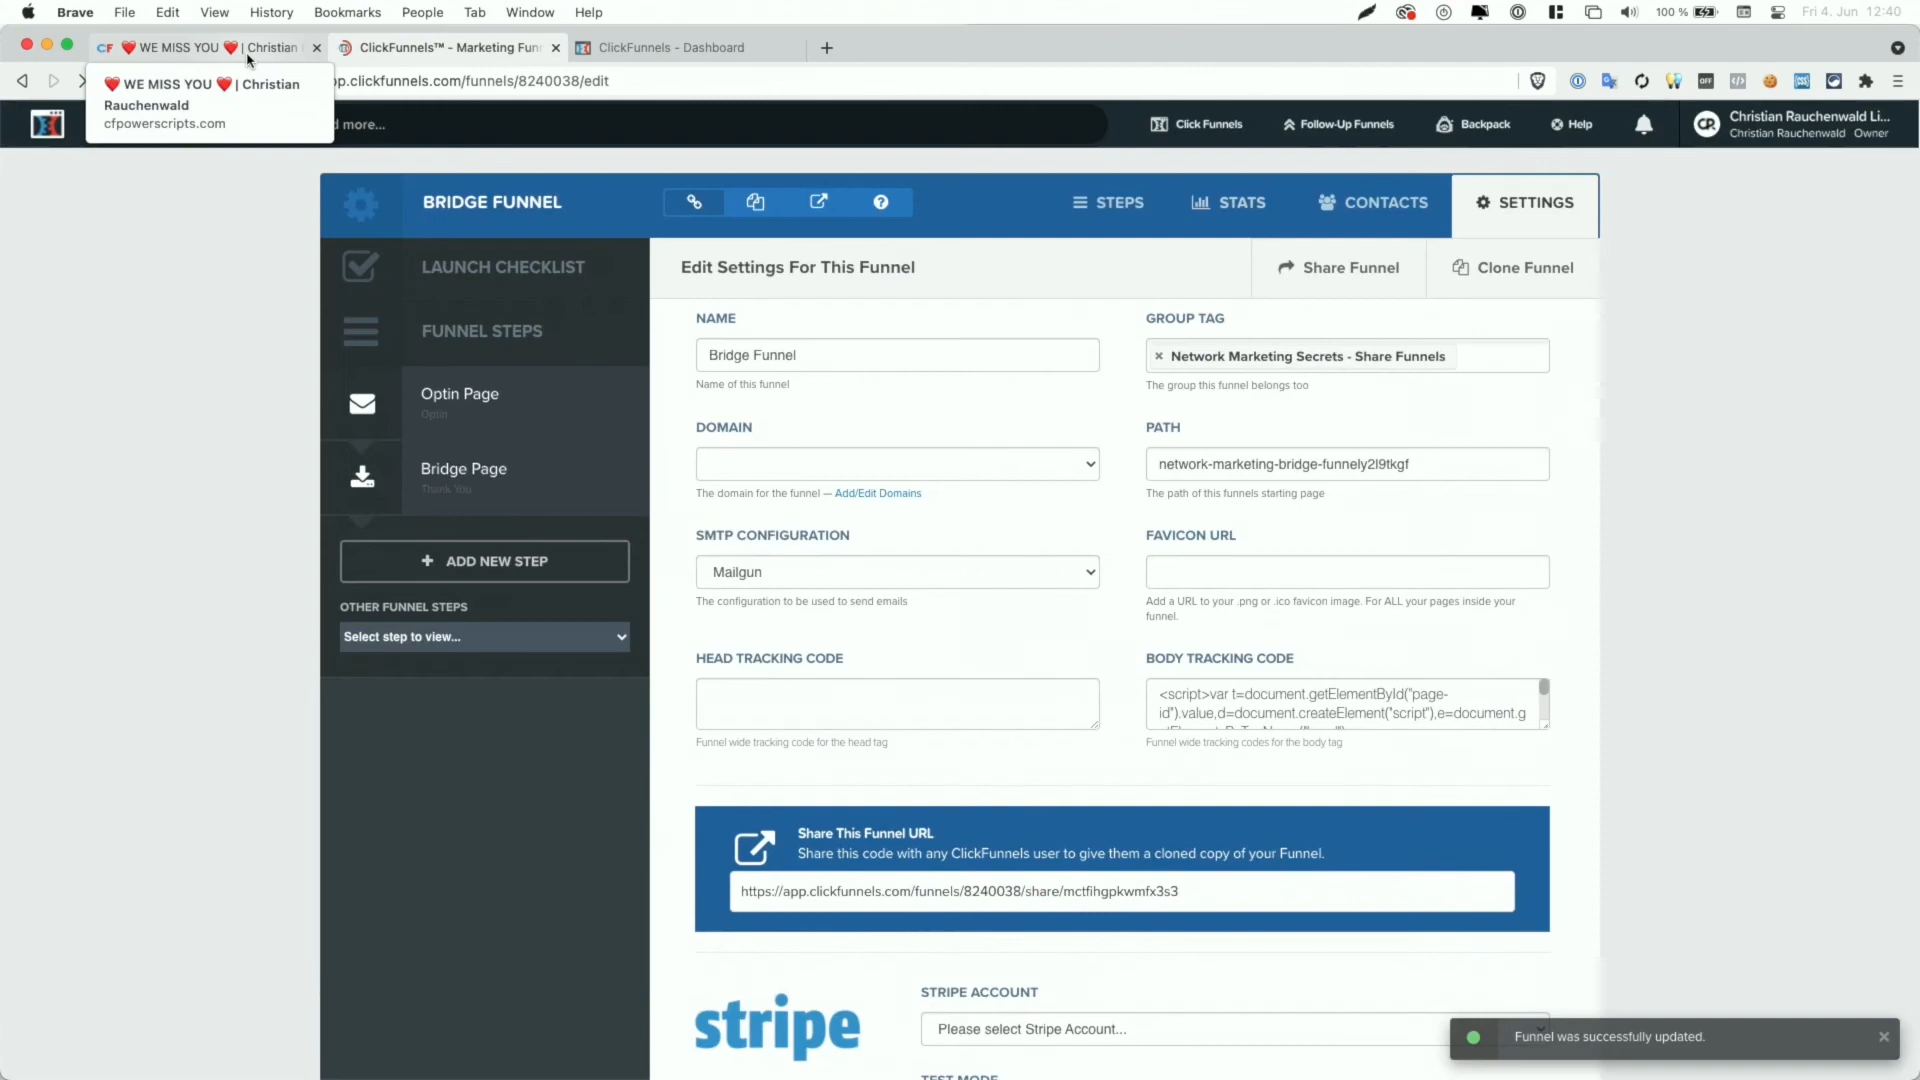 Brave File Edit View History Bookmarks People Tab Window Help
100 % Fri 4. Jun 12:40
CF ❤️ WE MISS YOU ❤️ | Christian
ClickFunnels™ - Marketing Fun
ClickFunnels - Dashboard
❤️ WE MISS YOU ❤️ | Christian
Rauchenwald
cfpowerscripts.com
pp.clickfunnels.com/funnels/8240038/edit
OFF
CSS
d more...
Click Funnels
Follow-Up Funnels
Backpack
Help
CR
Christian Rauchenwald Li...
Christian Rauchenwald Owner
BRIDGE FUNNEL
STEPS
STATS
CONTACTS
SETTINGS
LAUNCH CHECKLIST
FUNNEL STEPS
Optin Page
Optin
Bridge Page
Thank You
+ ADD NEW STEP
OTHER FUNNEL STEPS
Select step to view...
Edit Settings For This Funnel
Share Funnel
Clone Funnel
NAME
Bridge Funnel
Name of this funnel
GROUP TAG
× Network Marketing Secrets - Share Funnels
The group this funnel belongs too
DOMAIN
The domain for the funnel — Add/Edit Domains
PATH
network-marketing-bridge-funnely2l9tkgf
The path of this funnels starting page
SMTP CONFIGURATION
Mailgun
The configuration to be used to send emails
FAVICON URL
Add a URL to your .png or .ico favicon image. For ALL your pages inside your
funnel.
HEAD TRACKING CODE
Funnel wide tracking code for the head tag
BODY TRACKING CODE
<script>var t=document.getElementById("page-
id").value,d=document.createElement("script"),e=document.g
Funnel wide tracking codes for the body tag
Share This Funnel URL
Share this code with any ClickFunnels user to give them a cloned copy of your Funnel.
https://app.clickfunnels.com/funnels/8240038/share/mctfihgpkwmfx3s3
stripe
STRIPE ACCOUNT
Please select Stripe Account...
TEST MODE
Funnel was successfully updated.